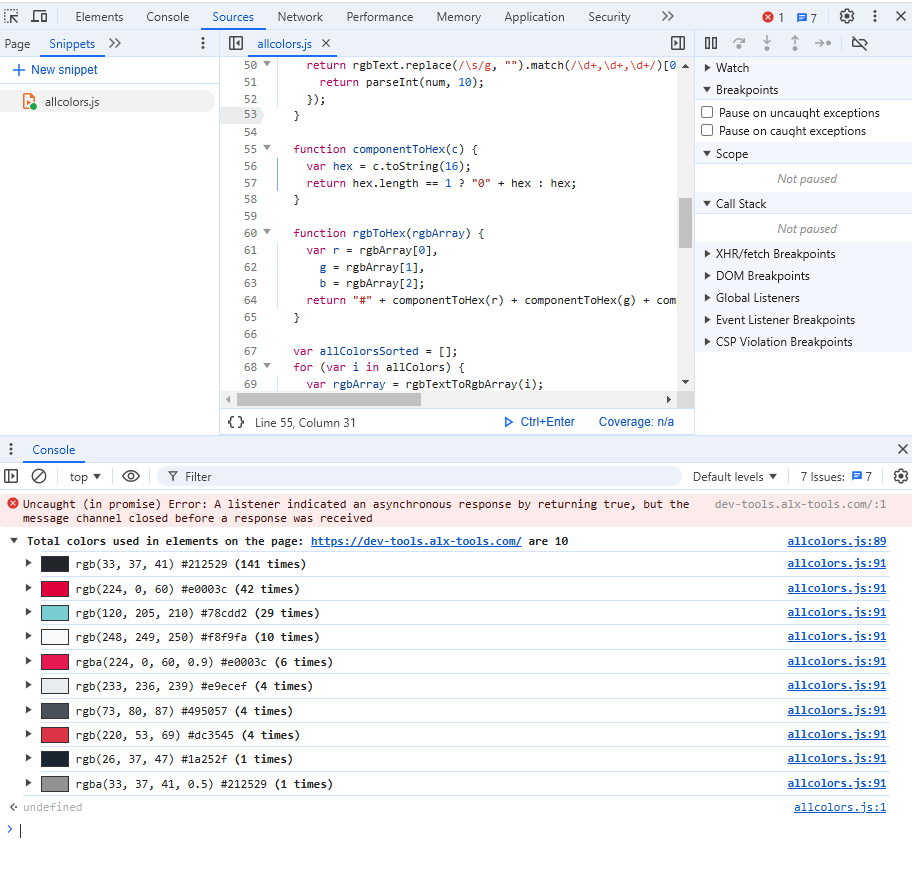 Elements Console Sources Network Performance Memory Application Security 1 7
Page Snippets
allcolors.js
New snippet
allcolors.js
50 return rgbText.replace(/\s/g, "").match(/\d+,\d+,\d+/)[0
51 return parseInt(num, 10);
52 });
53 }
54
55 function componentToHex(c) {
56 var hex = c.toString(16);
57 return hex.length == 1 ? "0" + hex : hex;
58 }
59
60 function rgbToHex(rgbArray) {
61 var r = rgbArray[0],
62 g = rgbArray[1],
63 b = rgbArray[2];
64 return "#" + componentToHex(r) + componentToHex(g) + com
65 }
66
67 var allColorsSorted = [];
68 for (var i in allColors) {
69 var rgbArray = rgbTextToRgbArray(i);
{} Line 55, Column 31 Ctrl+Enter Coverage: n/a
Watch
Breakpoints
Pause on uncaught exceptions
Pause on caught exceptions
Scope
Not paused
Call Stack
Not paused
XHR/fetch Breakpoints
DOM Breakpoints
Global Listeners
Event Listener Breakpoints
CSP Violation Breakpoints
Console
top Filter Default levels 7 Issues: 7
Uncaught (in promise) Error: A listener indicated an asynchronous response by returning true, but the dev-tools.alx-tools.com/:1
message channel closed before a response was received
Total colors used in elements on the page: https://dev-tools.alx-tools.com/ are 10 allcolors.js:89
rgb(33, 37, 41) #212529 (141 times) allcolors.js:91
rgb(224, 0, 60) #e0003c (42 times) allcolors.js:91
rgb(120, 205, 210) #78cdd2 (29 times) allcolors.js:91
rgb(248, 249, 250) #f8f9fa (10 times) allcolors.js:91
rgba(224, 0, 60, 0.9) #e0003c (6 times) allcolors.js:91
rgb(233, 236, 239) #e9ecef (4 times) allcolors.js:91
rgb(73, 80, 87) #495057 (4 times) allcolors.js:91
rgb(220, 53, 69) #dc3545 (4 times) allcolors.js:91
rgb(26, 37, 47) #1a252f (1 times) allcolors.js:91
rgba(33, 37, 41, 0.5) #212529 (1 times) allcolors.js:91
undefined allcolors.js:1